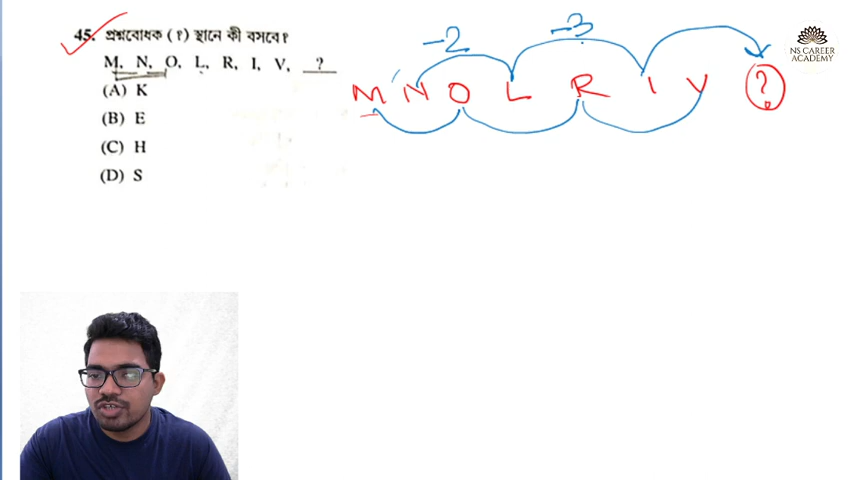 45. প্রশ্নবোধক (?) স্থানে কী বসবে?
M, N, O, L, R, I, V, ?
(A) K
(B) E
(C) H
(D) S
-2 -3
M N O L R I V ?
NS CAREER
ACADEMY